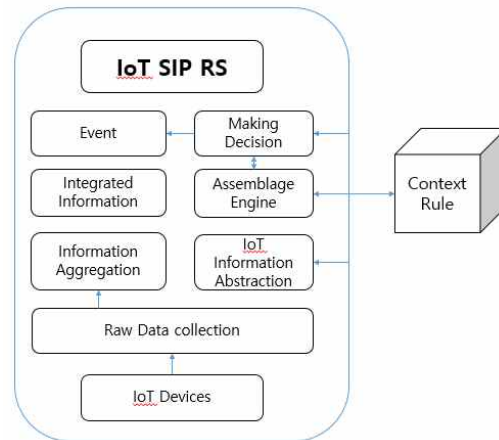 IoT SIP RS
Event
Making
Decision
Integrated
Information
Assemblage
Engine
Context
Rule
Information
Aggregation
IoT
Information
Abstraction
Raw Data collection
IoT Devices